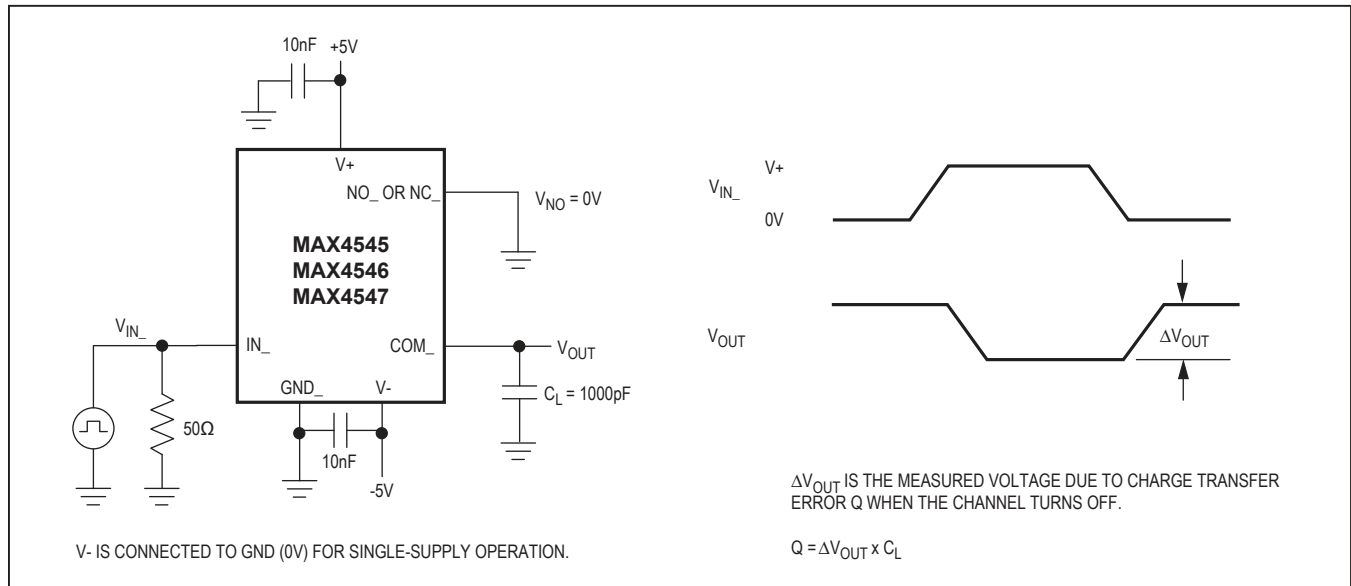 10nF
+5V
V+
NO_ OR NC_
V_NO = 0V
MAX4545
MAX4546
MAX4547
V_IN_
IN_
COM_
V_OUT
GND_
V-
C_L = 1000pF
50Ω
10nF
-5V
V- IS CONNECTED TO GND (0V) FOR SINGLE-SUPPLY OPERATION.
V+
V_IN_
0V
V_OUT
ΔV_OUT
ΔV_OUT IS THE MEASURED VOLTAGE DUE TO CHARGE TRANSFER
ERROR Q WHEN THE CHANNEL TURNS OFF.
Q = ΔV_OUT x C_L